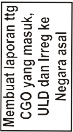 Membuat laporan ttg
CGO yang masuk,
ULD dan Irreg ke
Negara asal